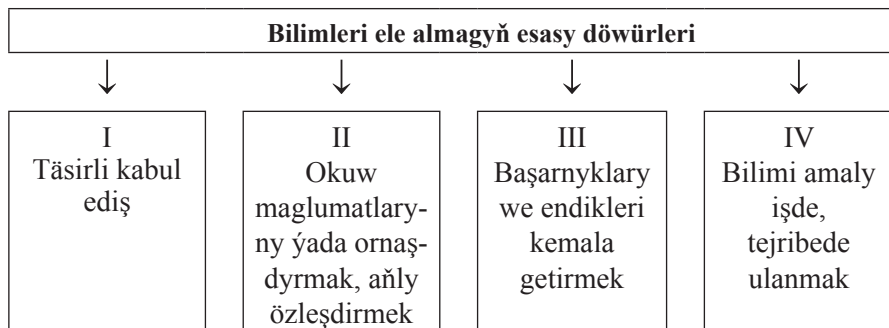 Bilimleri ele almagyň esasy döwürleri
I
Täsirli kabul
ediş
II
Okuw
maglumatlary-
ny ýada ornaş-
dyrmak, aňly
özleşdirmek
III
Başarnyklary
we endikleri
kemala
getirmek
IV
Bilimi amaly
işde,
tejribede
ulanmak